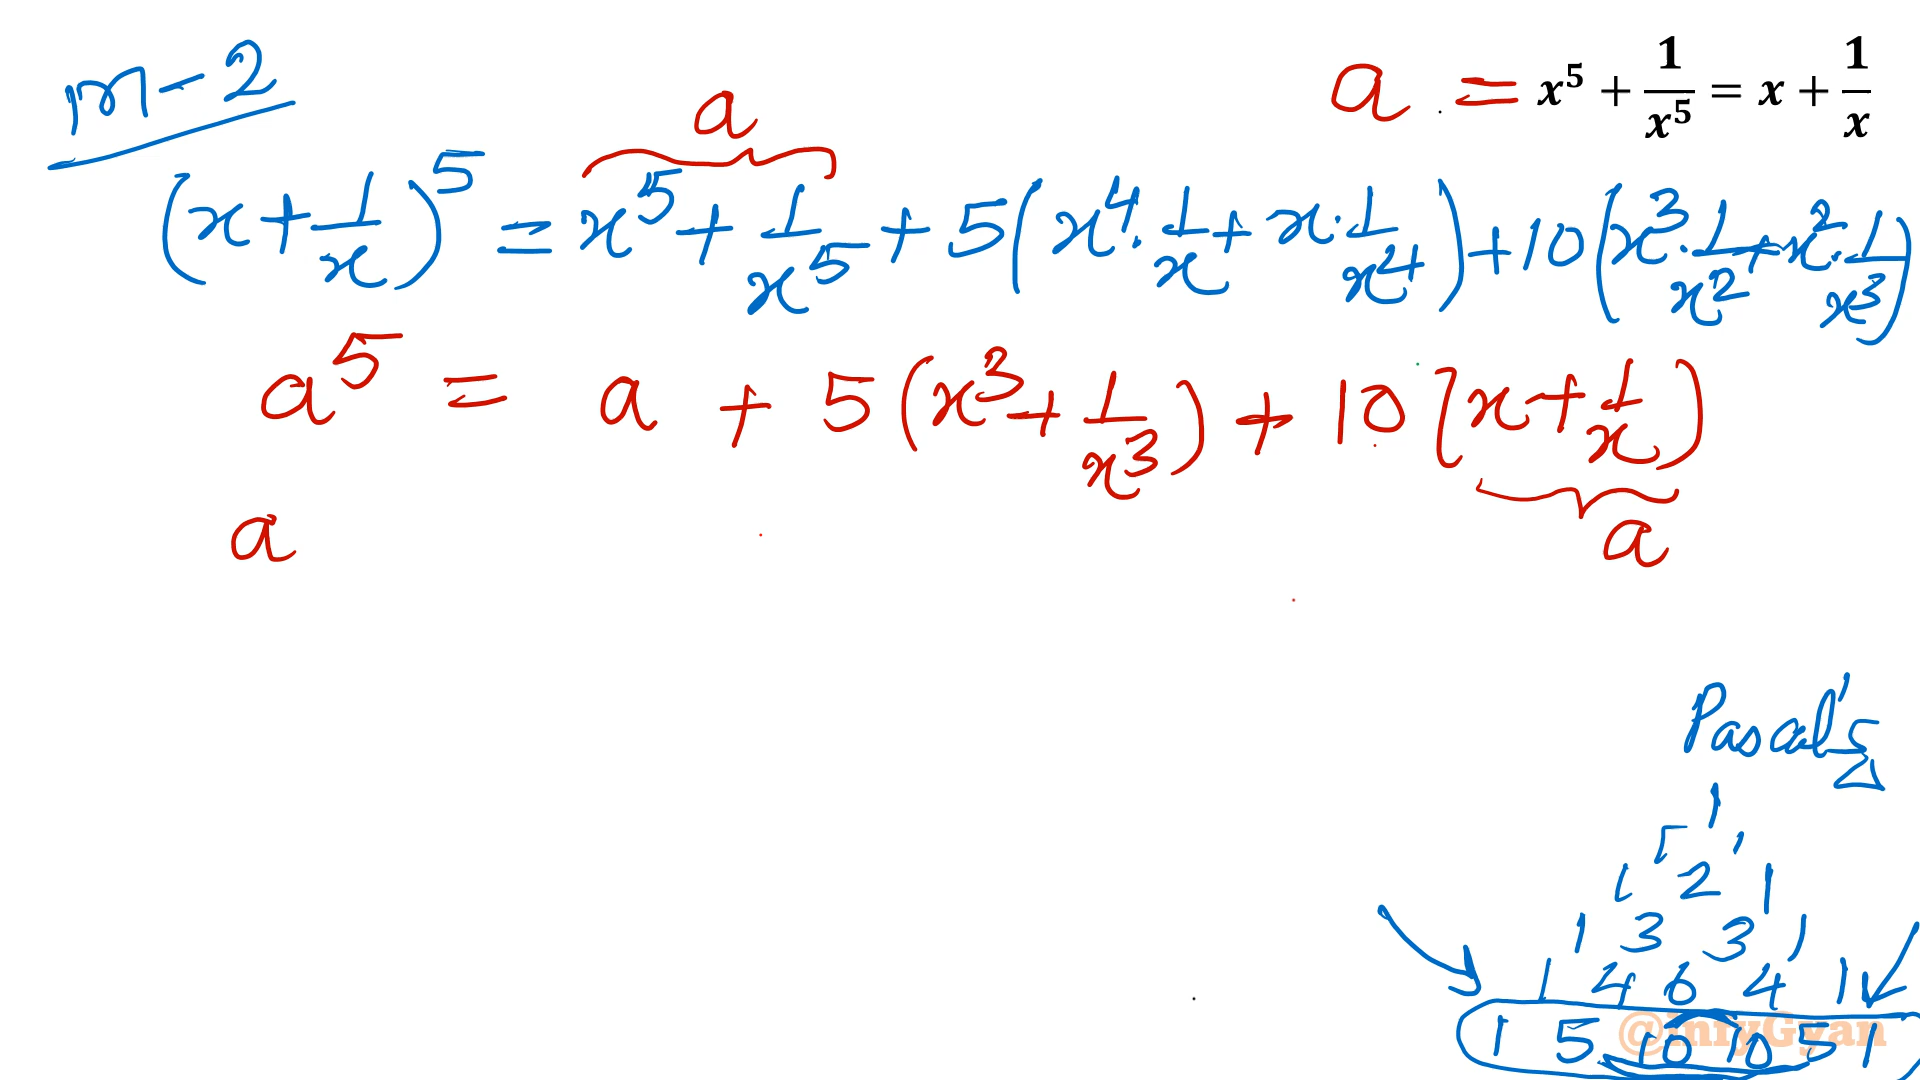 m-2
a = x⁵ + 1/x⁵ = x + 1/x
a
(x + 1/x)⁵ = x⁵ + 1/x⁵ + 5(x⁴·1/x + x·1/x⁴) + 10(x³·1/x² + x²·1/x³)
a⁵ = a + 5(x³ + 1/x³) + 10(x + 1/x)
a
a
Pascal's Δ
1
1 1
1 2 1
1 3 3 1
1 4 6 4 1
1 5 10 10 5 1
@infyGyan